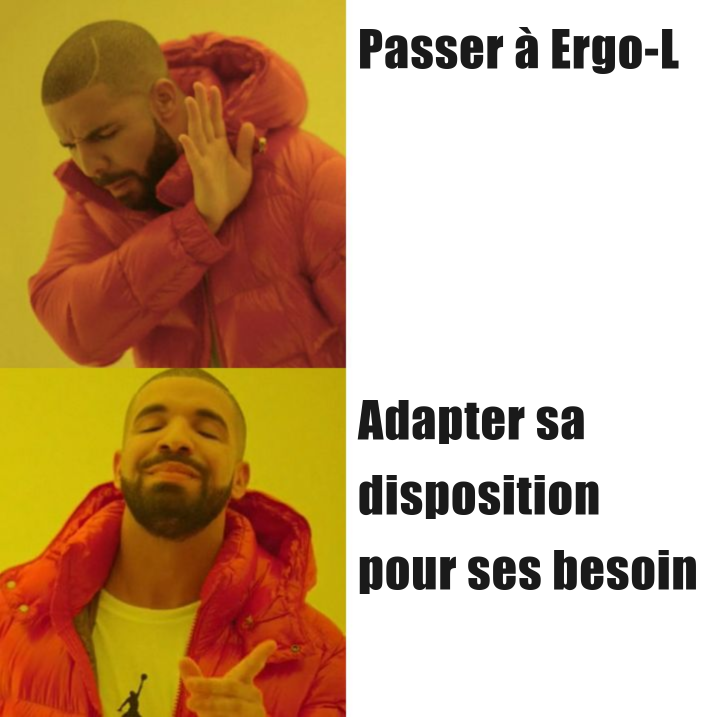 Passer à Ergo-L
Adapter sa
disposition
pour ses besoin